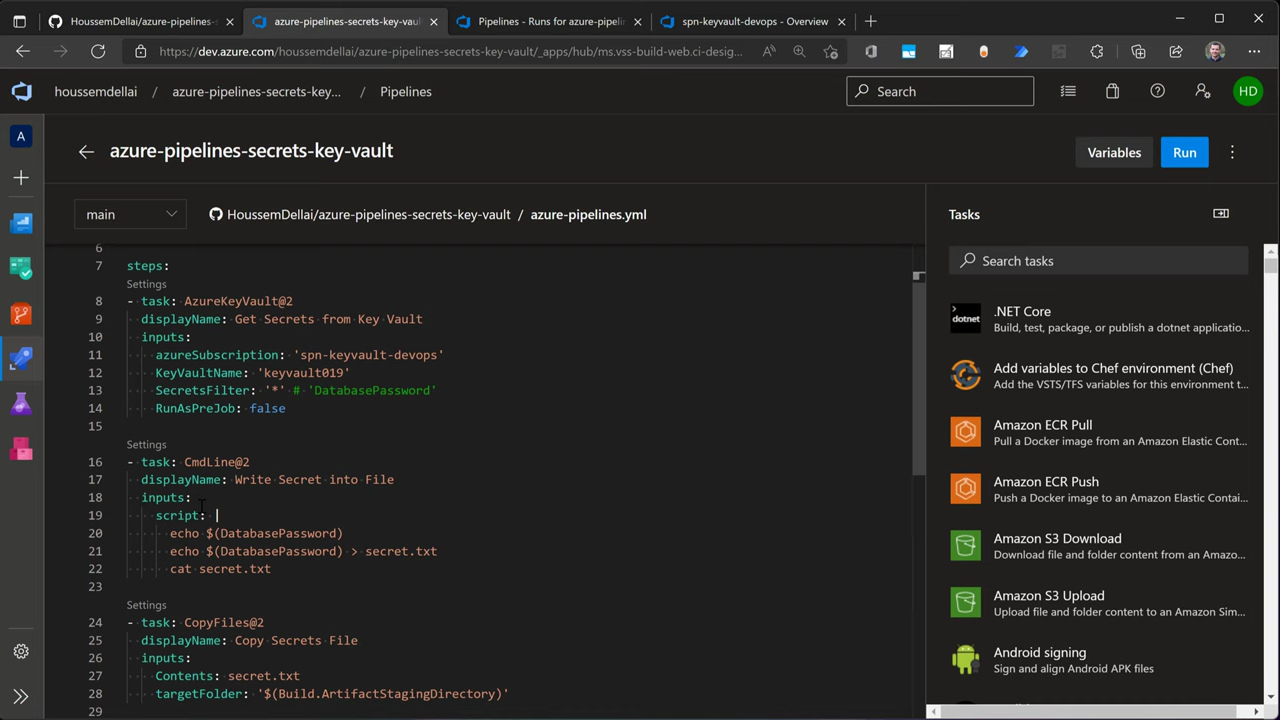 HoussemDellai/azure-pipelines-s
azure-pipelines-secrets-key-vaul
Pipelines - Runs for azure-pipeli
spn-keyvault-devops - Overview
https://dev.azure.com/houssemdellai/azure-pipelines-secrets-key-vault/_apps/hub/ms.vss-build-web.ci-desig...
houssemdellai / azure-pipelines-secrets-key... / Pipelines
Search
HD
A
azure-pipelines-secrets-key-vault
Variables
Run
main
HoussemDellai/azure-pipelines-secrets-key-vault / azure-pipelines.yml
6
7 steps:
Settings
8 - task: AzureKeyVault@2
9 displayName: Get Secrets from Key Vault
10 inputs:
11 azureSubscription: 'spn-keyvault-devops'
12 KeyVaultName: 'keyvault019'
13 SecretsFilter: '*' # 'DatabasePassword'
14 RunAsPreJob: false
15
Settings
16 - task: CmdLine@2
17 displayName: Write Secret into File
18 inputs:
19 script: |
20 echo $(DatabasePassword)
21 echo $(DatabasePassword) > secret.txt
22 cat secret.txt
23
Settings
24 - task: CopyFiles@2
25 displayName: Copy Secrets File
26 inputs:
27 Contents: secret.txt
28 targetFolder: '$(Build.ArtifactStagingDirectory)'
29
Tasks
Search tasks
dotnet
.NET Core
Build, test, package, or publish a dotnet applicatio...
Add variables to Chef environment (Chef)
Add the VSTS/TFS variables for this environment t...
Amazon ECR Pull
Pull a Docker image from an Amazon Elastic Cont...
Amazon ECR Push
Push a Docker image to an Amazon Elastic Contai...
Amazon S3 Download
Download file and folder content from an Amazo...
Amazon S3 Upload
Upload file and folder content to an Amazon Sim...
Android signing
Sign and align Android APK files